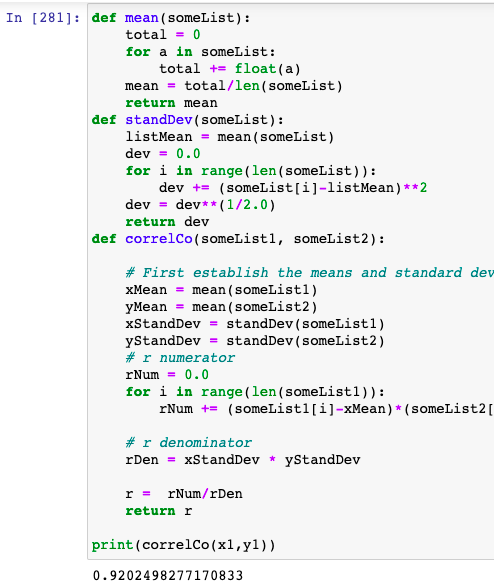 In [281]: def mean(someList):
    total = 0
    for a in someList:
        total += float(a)
    mean = total/len(someList)
    return mean
def standDev(someList):
    listMean = mean(someList)
    dev = 0.0
    for i in range(len(someList)):
        dev += (someList[i]-listMean)**2
    dev = dev**(1/2.0)
    return dev
def correlCo(someList1, someList2):
    # First establish the means and standard dev
    xMean = mean(someList1)
    yMean = mean(someList2)
    xStandDev = standDev(someList1)
    yStandDev = standDev(someList2)
    # r numerator
    rNum = 0.0
    for i in range(len(someList1)):
        rNum += (someList1[i]-xMean)*(someList2[
    # r denominator
    rDen = xStandDev * yStandDev
    r =  rNum/rDen
    return r
print(correlCo(x1,y1))
0.9202498277170833